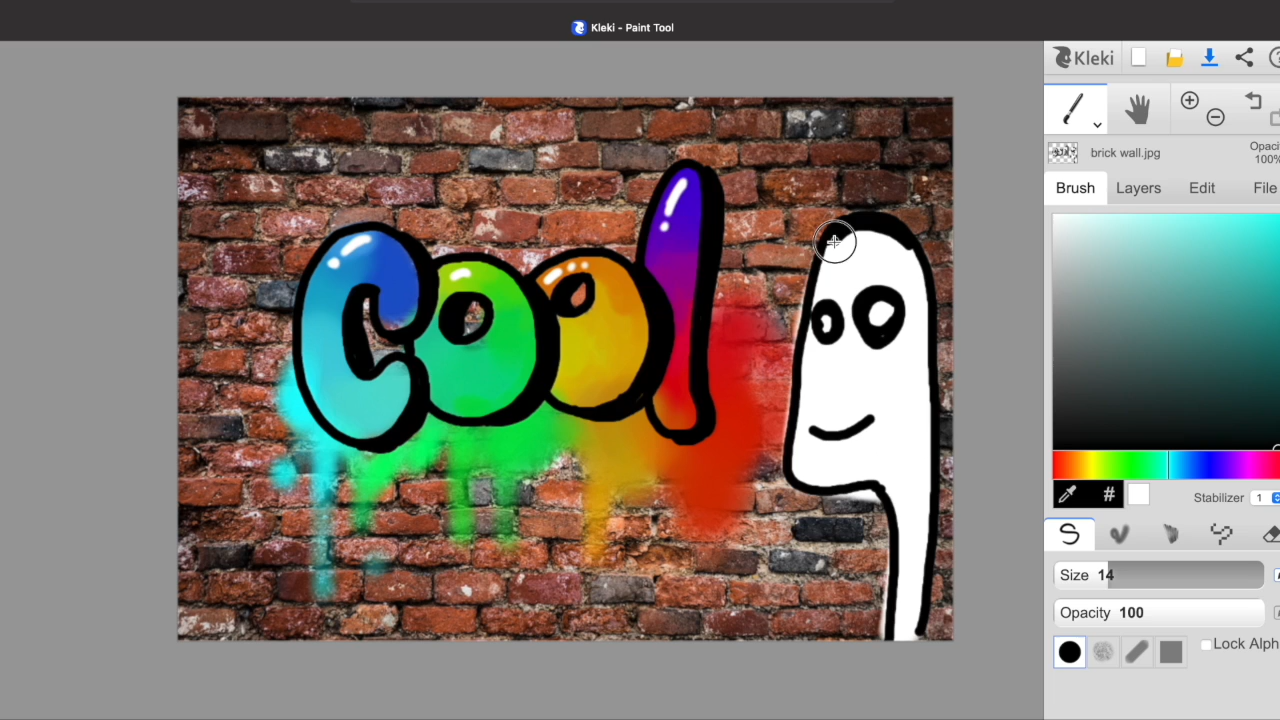 Kleki - Paint Tool
Kleki
brick wall.jpg
Opaci
100%
Brush
Layers
Edit
File
cool
#
Stabilizer
1
Size 14
Opacity 100
Lock Alph